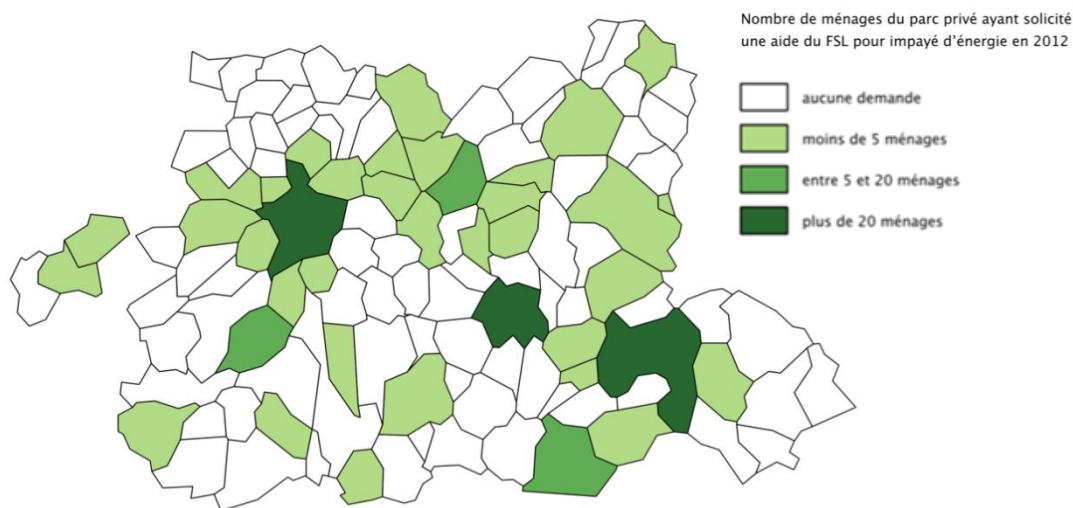 Nombre de ménages du parc privé ayant solicité
une aide du FSL pour impayé d'énergie en 2012
aucune demande
moins de 5 ménages
entre 5 et 20 ménages
plus de 20 ménages